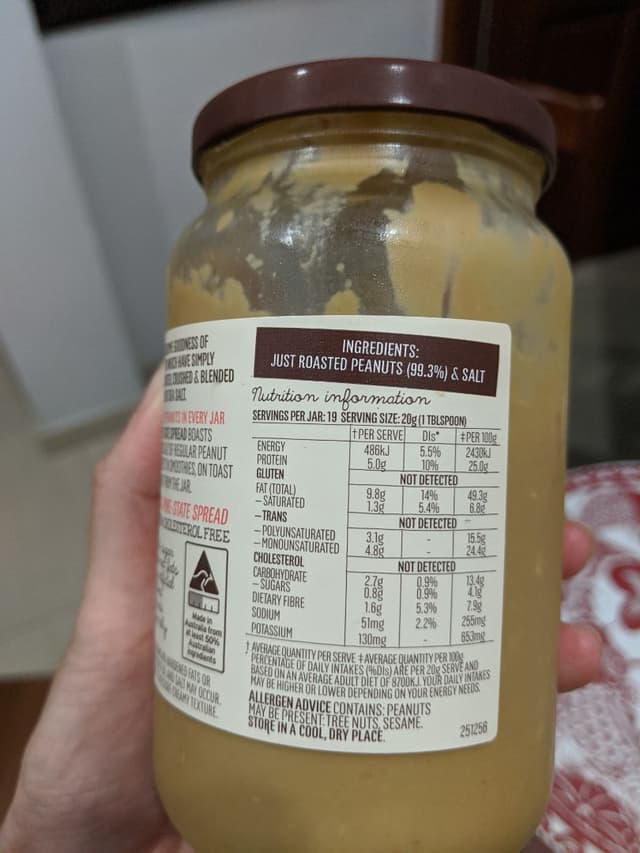 GOODNESS OF
HAVE SIMPLY
CRUSHED & BLENDED
SALT.
IN EVERY JAR
SPREAD BOASTS
REGULAR PEANUT
SMOOTHIES, ON TOAST
THE JAR.
-STATE SPREAD
CHOLESTEROL FREE
Made in
Australia from
at least 50%
Australian
ingredients
FATS OR
SALT MAY OCCUR.
CREAMY TEXTURE.
INGREDIENTS:
JUST ROASTED PEANUTS (99.3%) & SALT
Nutrition information
SERVINGS PER JAR: 19 SERVING SIZE: 20g (1 TBLSPOON)
†PER SERVE DIs* ‡PER 100g
ENERGY 486kJ 5.5% 2430kJ
PROTEIN 5.0g 10% 25.0g
GLUTEN NOT DETECTED
FAT (TOTAL) 9.8g 14% 49.3g
– SATURATED 1.3g 5.4% 6.8g
– TRANS NOT DETECTED
– POLYUNSATURATED 3.1g - 15.5g
– MONOUNSATURATED 4.8g - 24.4g
CHOLESTEROL NOT DETECTED
CARBOHYDRATE 2.7g 0.9% 13.4g
– SUGARS 0.8g 0.9% 4.1g
DIETARY FIBRE 1.6g 5.3% 7.9g
SODIUM 51mg 2.2% 255mg
POTASSIUM 130mg - 653mg
† AVERAGE QUANTITY PER SERVE ‡ AVERAGE QUANTITY PER 100g
PERCENTAGE OF DAILY INTAKES (%DIs) ARE PER 20g SERVE AND
BASED ON AN AVERAGE ADULT DIET OF 8700KJ. YOUR DAILY INTAKES
MAY BE HIGHER OR LOWER DEPENDING ON YOUR ENERGY NEEDS.
ALLERGEN ADVICE CONTAINS: PEANUTS
MAY BE PRESENT: TREE NUTS, SESAME.
STORE IN A COOL, DRY PLACE.
251256